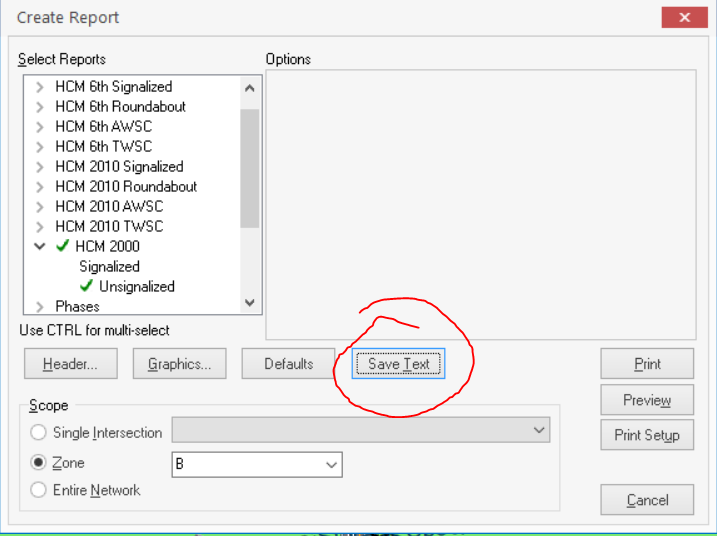 Create Report
Select Reports
Options
HCM 6th Signalized
HCM 6th Roundabout
HCM 6th AWSC
HCM 6th TWSC
HCM 2010 Signalized
HCM 2010 Roundabout
HCM 2010 AWSC
HCM 2010 TWSC
HCM 2000
Signalized
Unsignalized
Phases
Use CTRL for multi-select
Header... Graphics... Defaults Save Text Print
Preview
Print Setup
Scope
Single Intersection
Zone B
Entire Network
Cancel